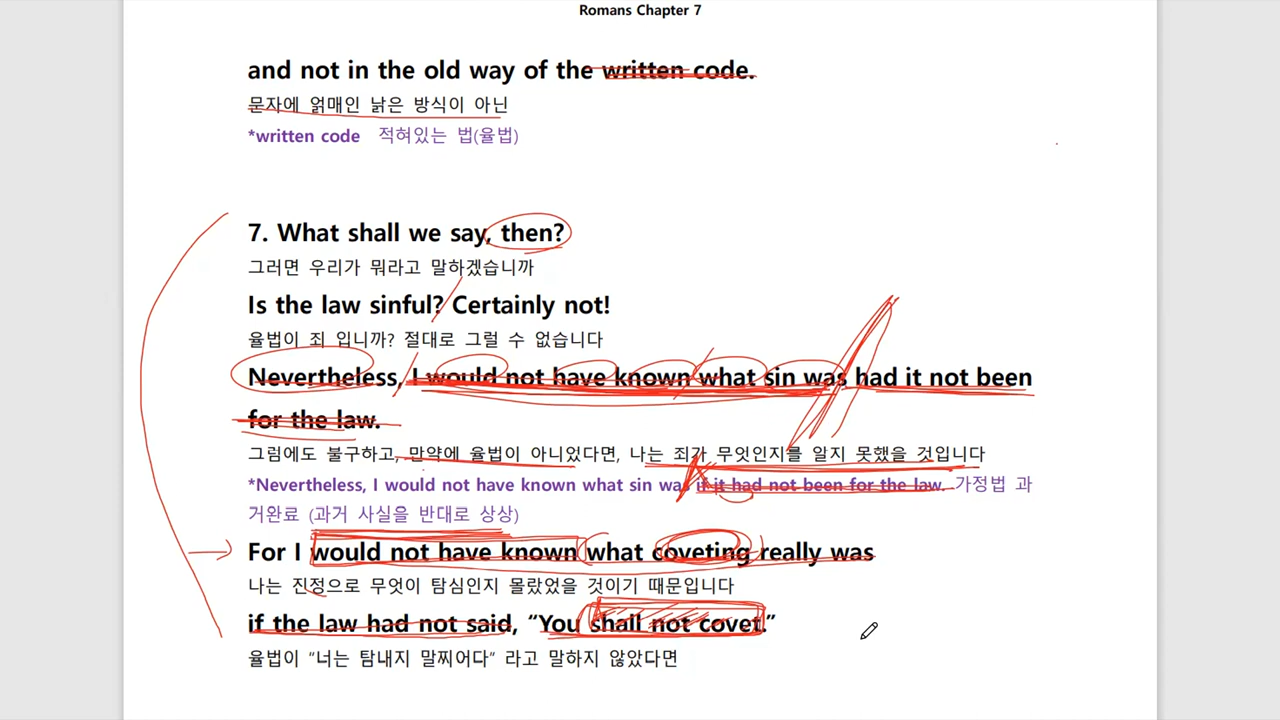 Romans Chapter 7
and not in the old way of the written code.
문자에 얽매인 낡은 방식이 아닌
*written code 적혀있는 법(율법)
7. What shall we say, then?
그러면 우리가 뭐라고 말하겠습니까
Is the law sinful? Certainly not!
율법이 죄 입니까? 절대로 그럴 수 없습니다
Nevertheless, I would not have known what sin was had it not been
for the law.
그럼에도 불구하고, 만약에 율법이 아니었다면, 나는 죄가 무엇인지를 알지 못했을 것입니다
*Nevertheless, I would not have known what sin was if it had not been for the law. 가정법 과
거완료 (과거 사실을 반대로 상상)
For I would not have known what coveting really was
나는 진정으로 무엇이 탐심인지 몰랐었을 것이기 때문입니다
if the law had not said, “You shall not covet.”
율법이 "너는 탐내지 말찌어다" 라고 말하지 않았다면